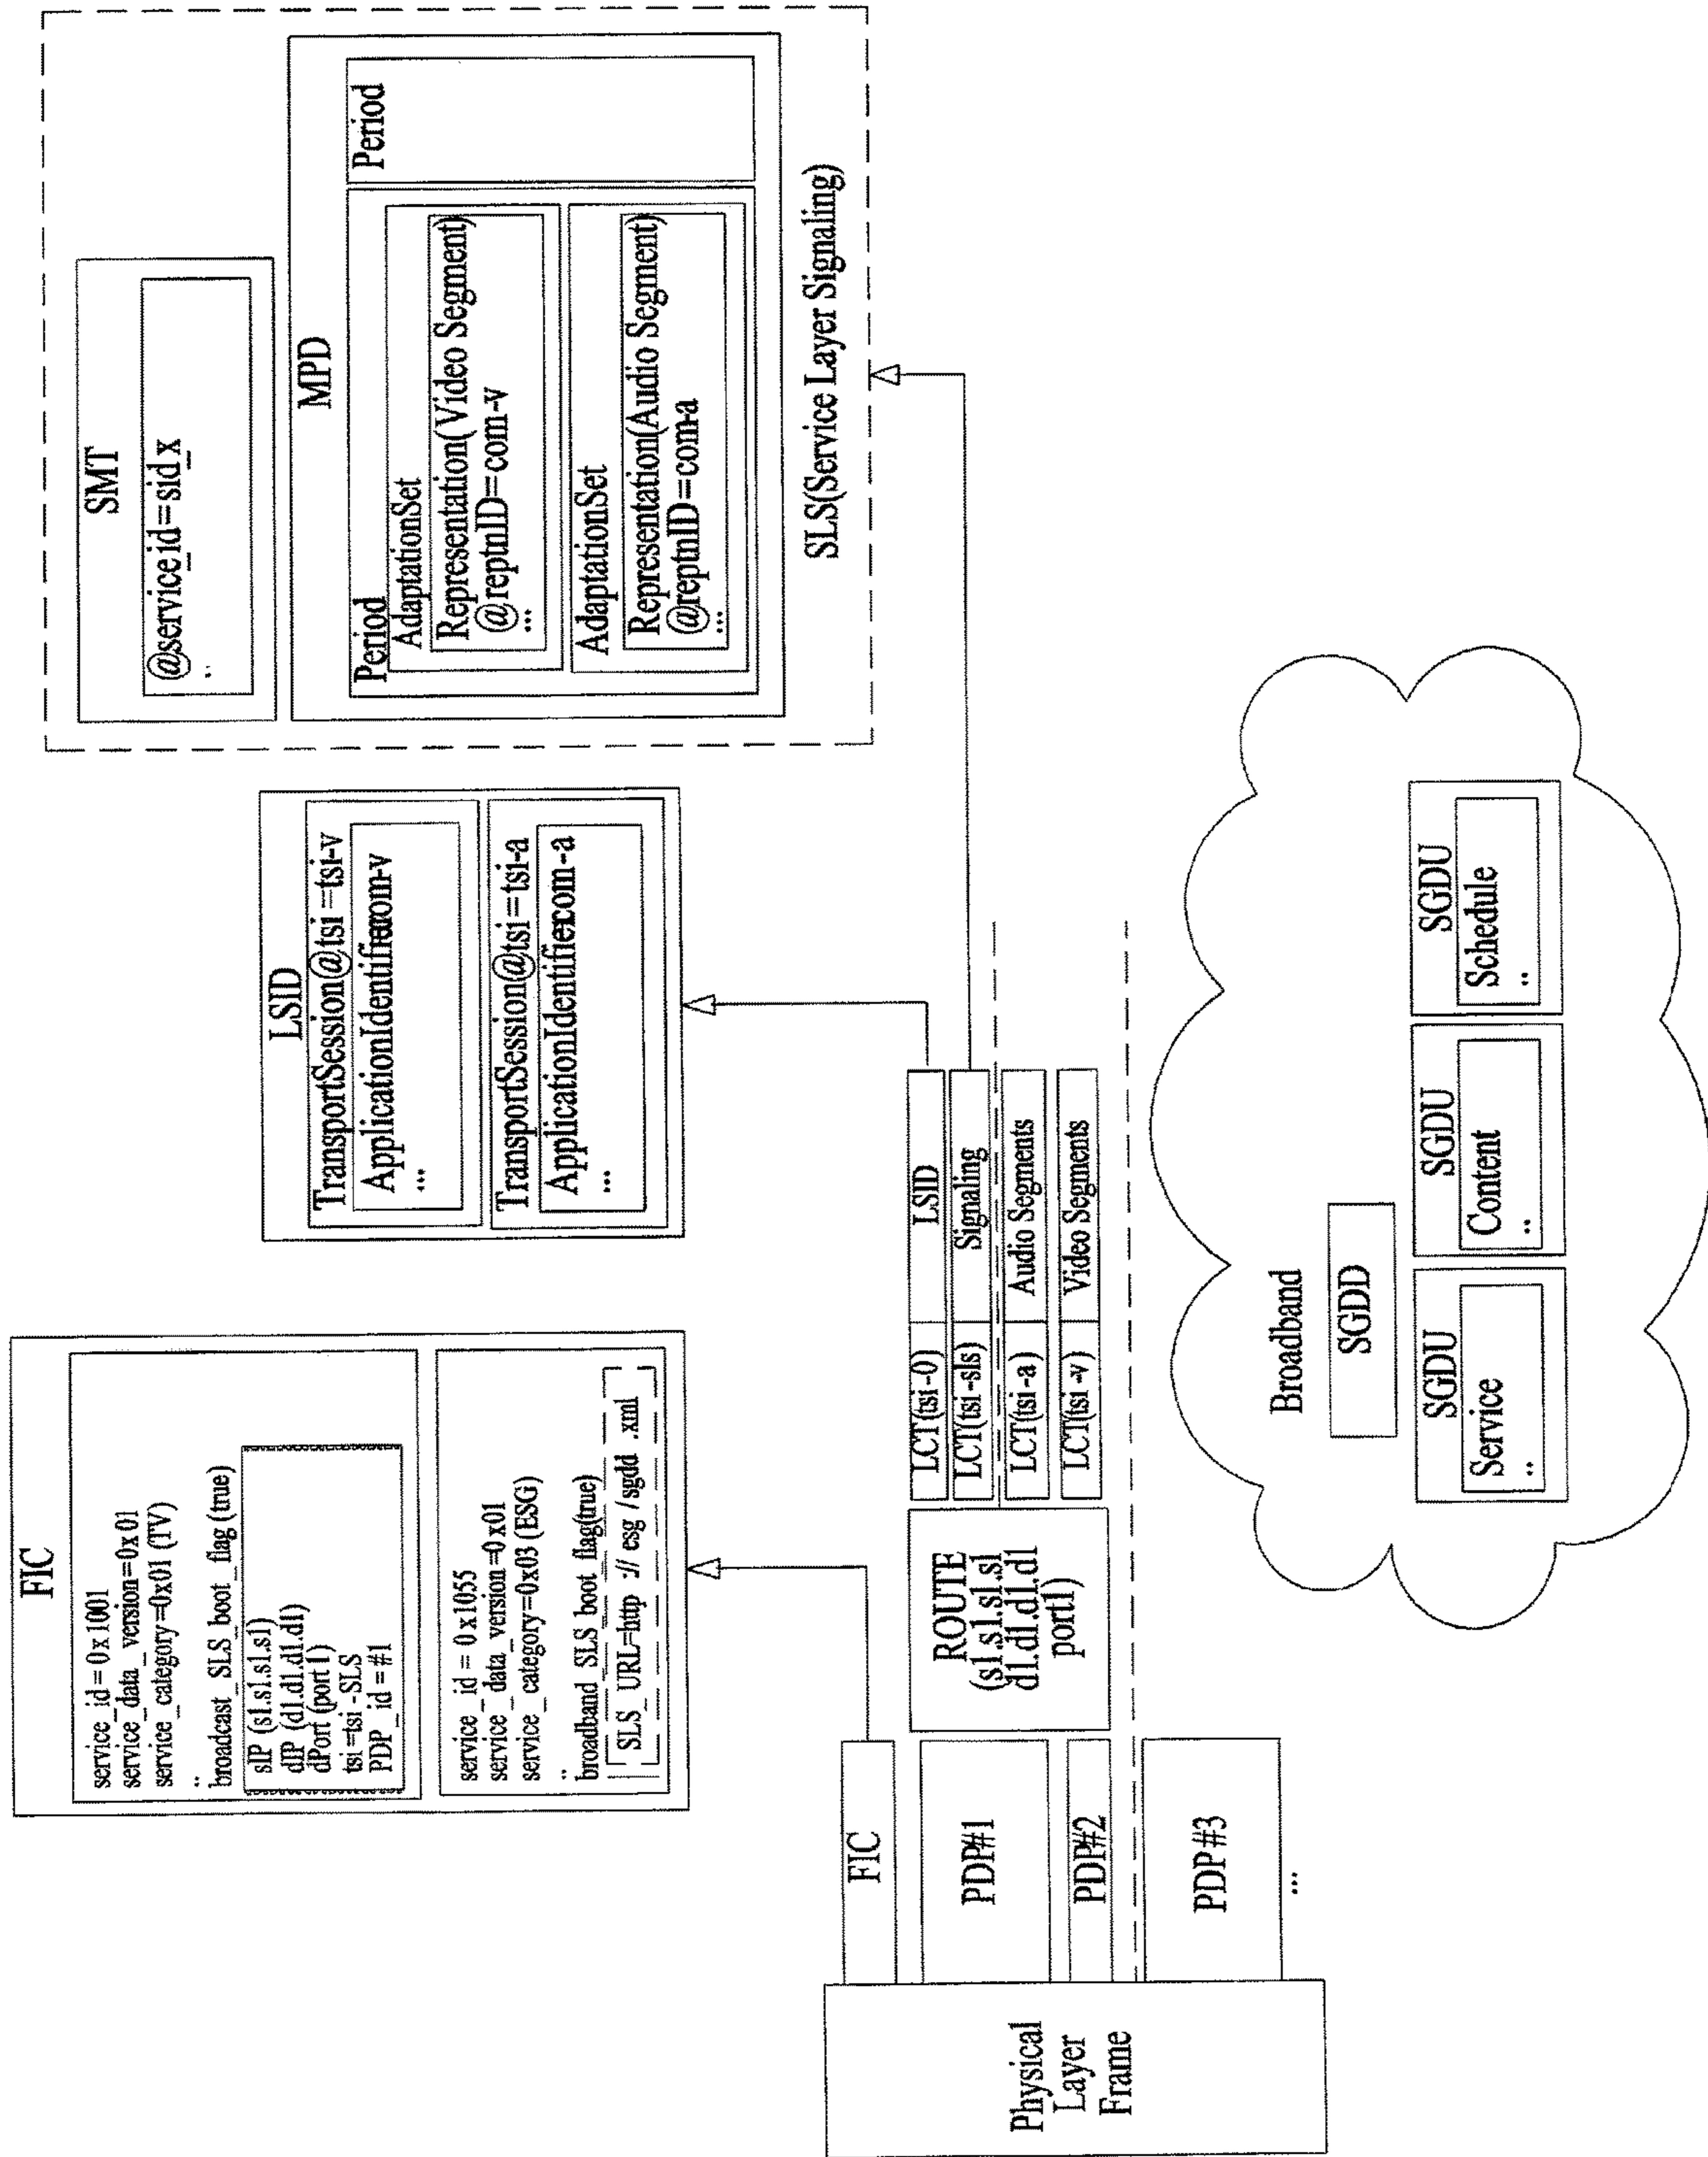 FIC
service_id = 0x1001
service_data_version=0x01
service_category=0x01 (TV)
..
broadcast_SLS_boot_flag (true)
sIP (s1.s1.s1.s1)
dIP (d1.d1.d1.d1)
dPort (port1)
tsi=tsi-SLS
PDP_id = #1
service_id = 0x1055
service_data_version=0x01
service_category=0x03 (ESG)
..
broadband_SLS_boot_flag(true)
SLS_URL=http://esg/sgdd.xml
LSID
TransportSession@tsi=tsi-v
ApplicationIdentifier=com-v
...
TransportSession@tsi=tsi-a
ApplicationIdentifier=com-a
...
SMT
@service_id=sid_x
..
MPD
Period
AdaptationSet
Representation(Video Segment)
@reptnID=com-v
...
AdaptationSet
Representation(Audio Segment)
@reptnID=com-a
...
Period
SLS(Service Layer Signaling)
Physical
Layer
Frame
FIC
PDP#1
PDP#2
PDP#3
...
ROUTE
(s1.s1.s1.s1
d1.d1.d1.d1
port1)
LCT(tsi-0) LSID
LCT(tsi-sls) Signaling
LCT(tsi-a) Audio Segments
LCT(tsi-v) Video Segments
Broadband
SGDD
SGDU
Service
..
SGDU
Content
..
SGDU
Schedule
..